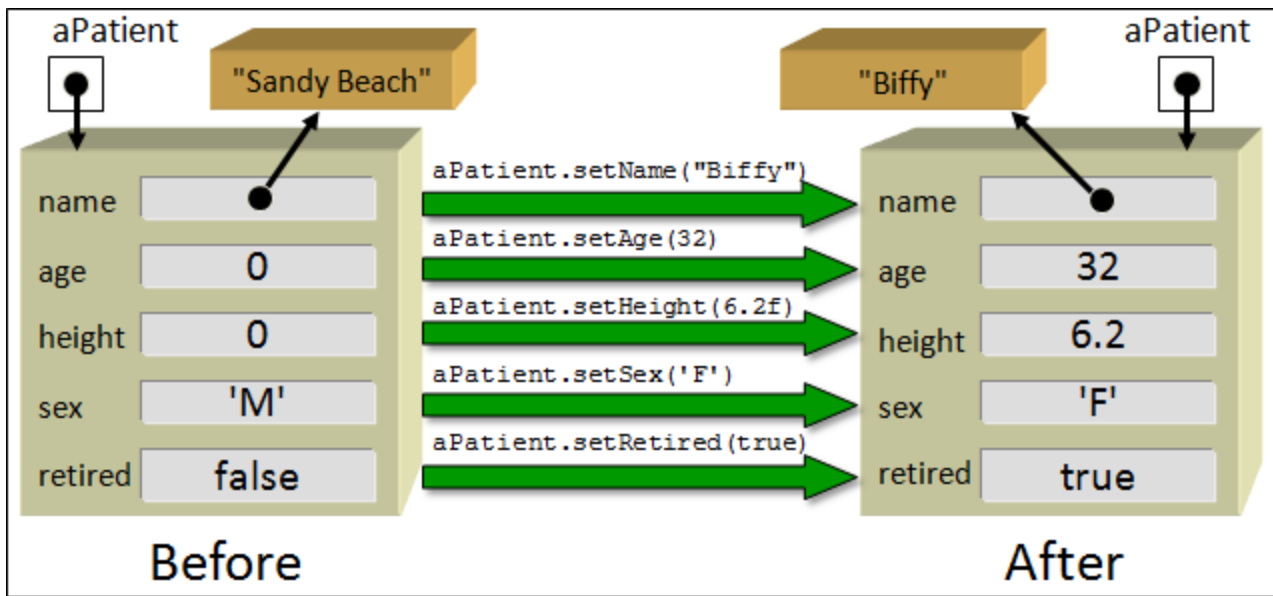 aPatient
"Sandy Beach"
"Biffy"
aPatient
name
aPatient.setName("Biffy")
name
age
0
aPatient.setAge(32)
age
32
height
0
aPatient.setHeight(6.2f)
height
6.2
sex
'M'
aPatient.setSex('F')
sex
'F'
retired
false
aPatient.setRetired(true)
retired
true
Before
After